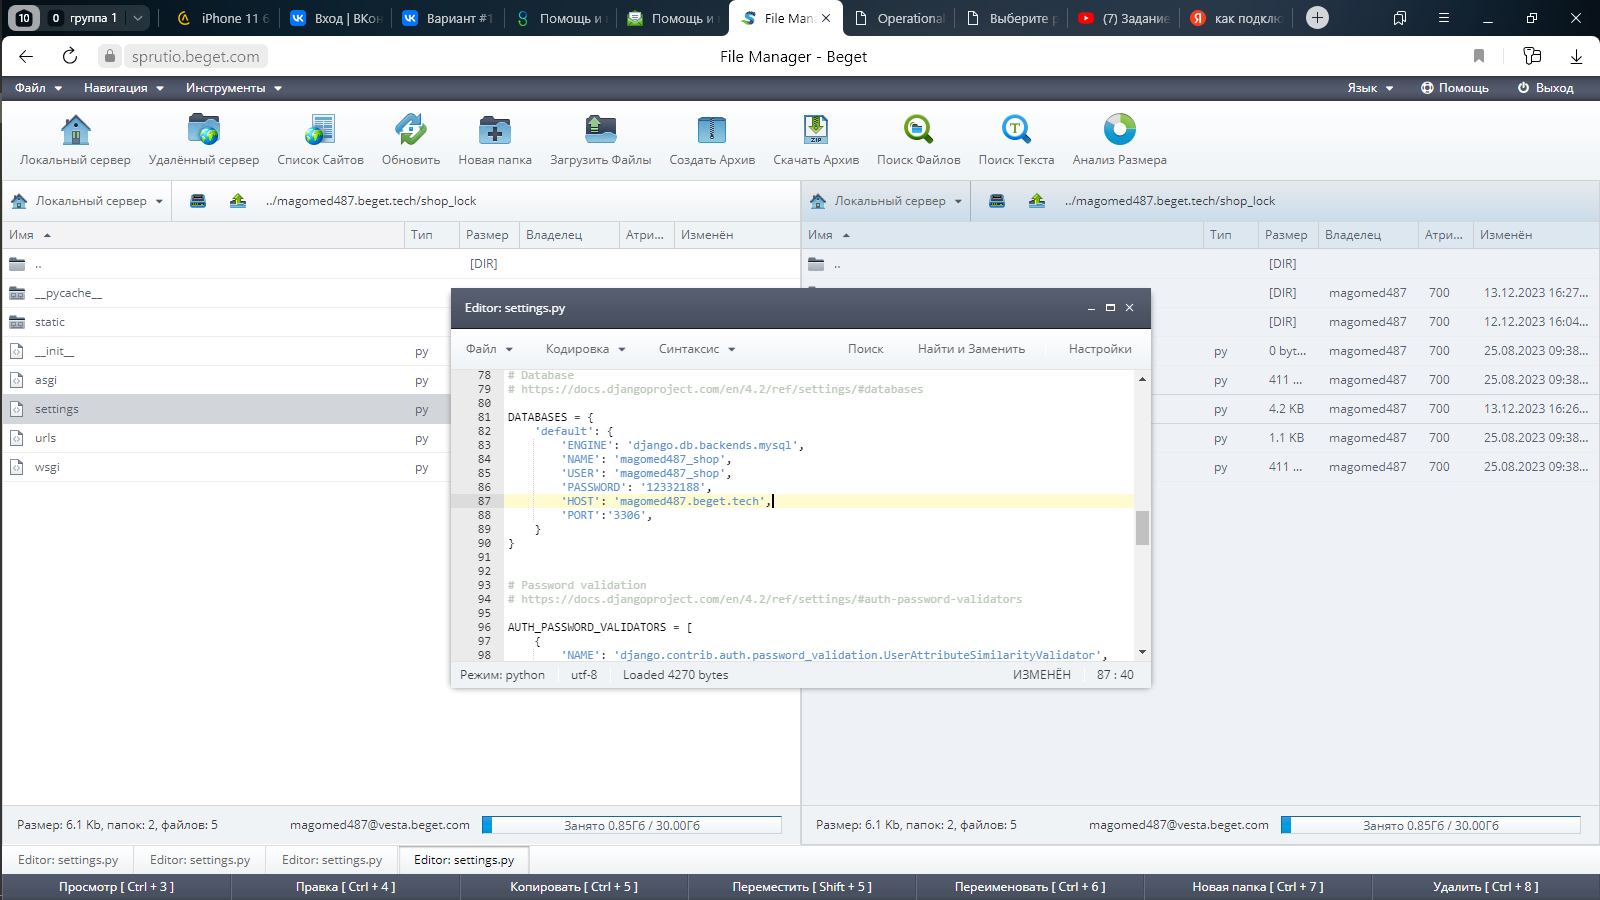 10
0 группа 1
iPhone 11 6
Вход | ВКон
Вариант #1
Помощь и
Помощь и
File Mana
Operational
Выберите р
(7) Задание
как подклю
sprutio.beget.com
File Manager - Beget
Файл Навигация Инструменты
Язык Помощь Выход
Локальный сервер Удалённый сервер Список Сайтов Обновить Новая папка Загрузить Файлы Создать Архив Скачать Архив Поиск Файлов Поиск Текста Анализ Размера
Локальный сервер ../magomed487.beget.tech/shop_lock
Имя Тип Размер Владелец Атри... Изменён
.. [DIR]
__pycache__
static
__init__ py
asgi py
settings py
urls py
wsgi py
Локальный сервер ../magomed487.beget.tech/shop_lock
Имя Тип Размер Владелец Атри... Изменён
.. [DIR]
[DIR] magomed487 700 13.12.2023 16:27...
[DIR] magomed487 700 12.12.2023 16:04...
py 0 byt... magomed487 700 25.08.2023 09:38...
py 411 ... magomed487 700 25.08.2023 09:38...
py 4.2 KB magomed487 700 13.12.2023 16:26...
py 1.1 KB magomed487 700 25.08.2023 09:38...
py 411 ... magomed487 700 25.08.2023 09:38...
Editor: settings.py
Файл Кодировка Синтаксис Поиск Найти и Заменить Настройки
78 # Database
79 # https://docs.djangoproject.com/en/4.2/ref/settings/#databases
80
81 DATABASES = {
82 'default': {
83 'ENGINE': 'django.db.backends.mysql',
84 'NAME': 'magomed487_shop',
85 'USER': 'magomed487_shop',
86 'PASSWORD': '12332188',
87 'HOST': 'magomed487.beget.tech',
88 'PORT':'3306',
89 }
90 }
91
92
93 # Password validation
94 # https://docs.djangoproject.com/en/4.2/ref/settings/#auth-password-validators
95
96 AUTH_PASSWORD_VALIDATORS = [
97 {
98 'NAME': 'django.contrib.auth.password_validation.UserAttributeSimilarityValidator',
Режим: python utf-8 Loaded 4270 bytes ИЗМЕНЁН 87 : 40
Размер: 6.1 Kb, папок: 2, файлов: 5 magomed487@vesta.beget.com Занято 0.85Гб / 30.00Гб
Размер: 6.1 Kb, папок: 2, файлов: 5 magomed487@vesta.beget.com Занято 0.85Гб / 30.00Гб
Editor: settings.py Editor: settings.py Editor: settings.py Editor: settings.py
Просмотр [ Ctrl + 3 ] Правка [ Ctrl + 4 ] Копировать [ Ctrl + 5 ] Переместить [ Shift + 5 ] Переименовать [ Ctrl + 6 ] Новая папка [ Ctrl + 7 ] Удалить [ Ctrl + 8 ]